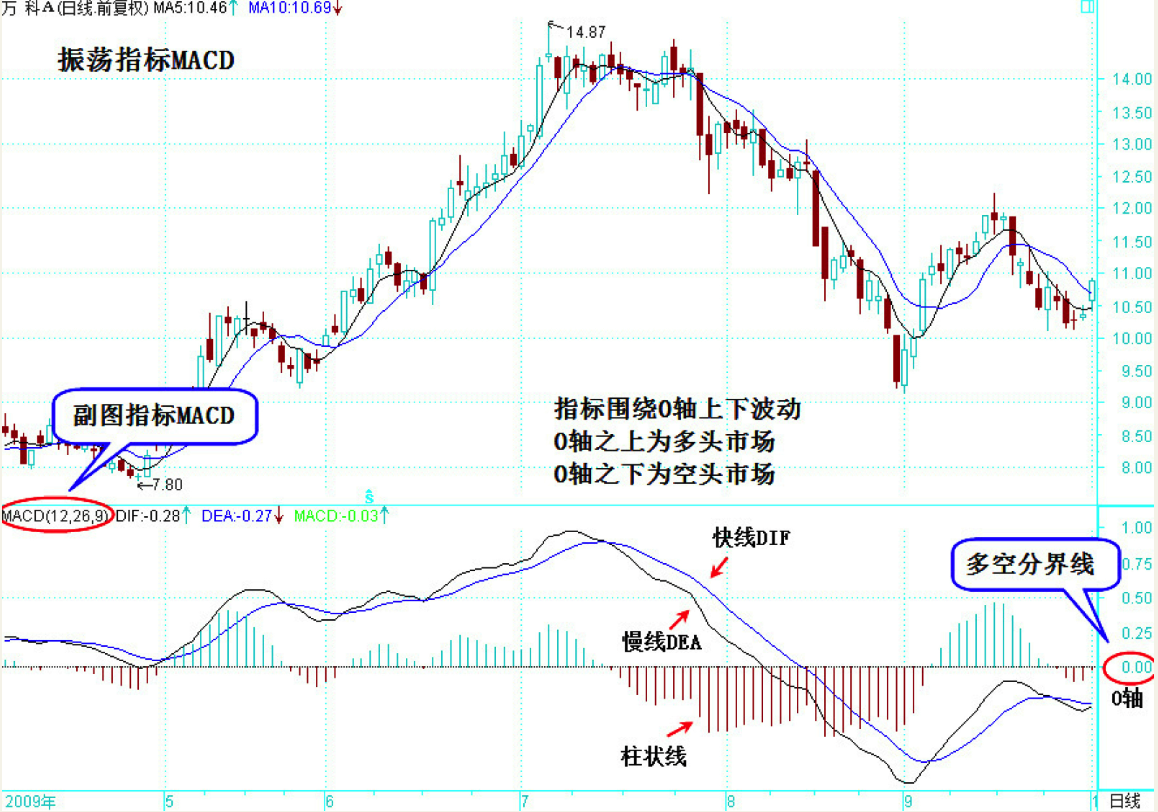 万 科A(日线.前复权) MA5:10.46↑ MA10:10.69↓
振荡指标MACD
14.87
14.00
13.50
13.00
12.50
12.00
11.50
11.00
10.50
10.00
9.50
9.00
8.50
8.00
副图指标MACD
指标围绕0轴上下波动
0轴之上为多头市场
0轴之下为空头市场
7.80
S
MACD(12,26,9) DIF:-0.28↑ DEA:-0.27↓ MACD:-0.03↑
快线DIF
慢线DEA
柱状线
多空分界线
1.00
0.75
0.50
0.25
0.00
0轴
2009年 5 6 7 8 9 1 日线